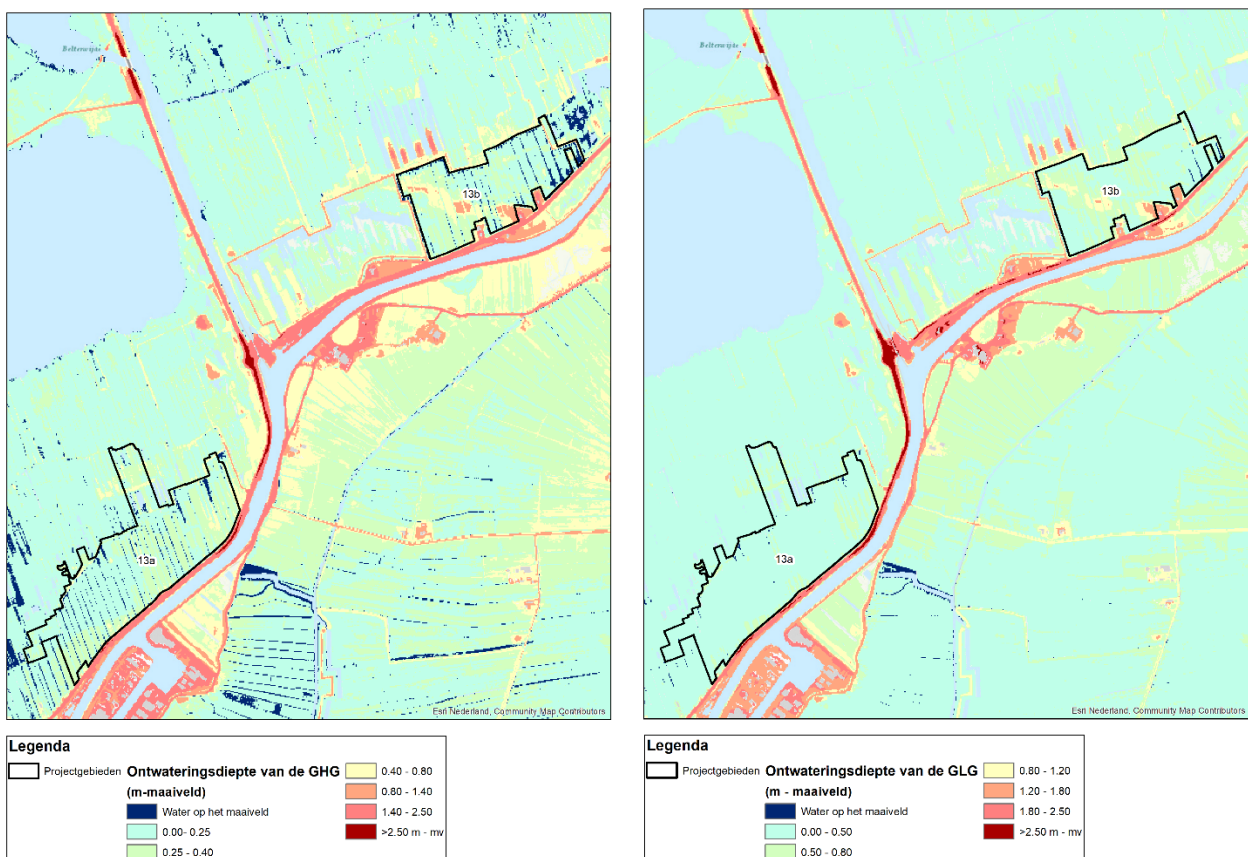 Belterwijde
13b
13a
Esri Nederland, Community Map Contributors
Legenda
Projectgebieden
Ontwateringsdiepte van de GHG
(m-maaiveld)
Water op het maaiveld
0.00- 0.25
0.25 - 0.40
0.40 - 0.80
0.80 - 1.40
1.40 - 2.50
>2.50 m - mv
Belterwijde
13b
13a
Esri Nederland, Community Map Contributors
Legenda
Projectgebieden
Ontwateringsdiepte van de GLG
(m - maaiveld)
Water op het maaiveld
0.00 - 0.50
0.50 - 0.80
0.80 - 1.20
1.20 - 1.80
1.80 - 2.50
>2.50 m - mv